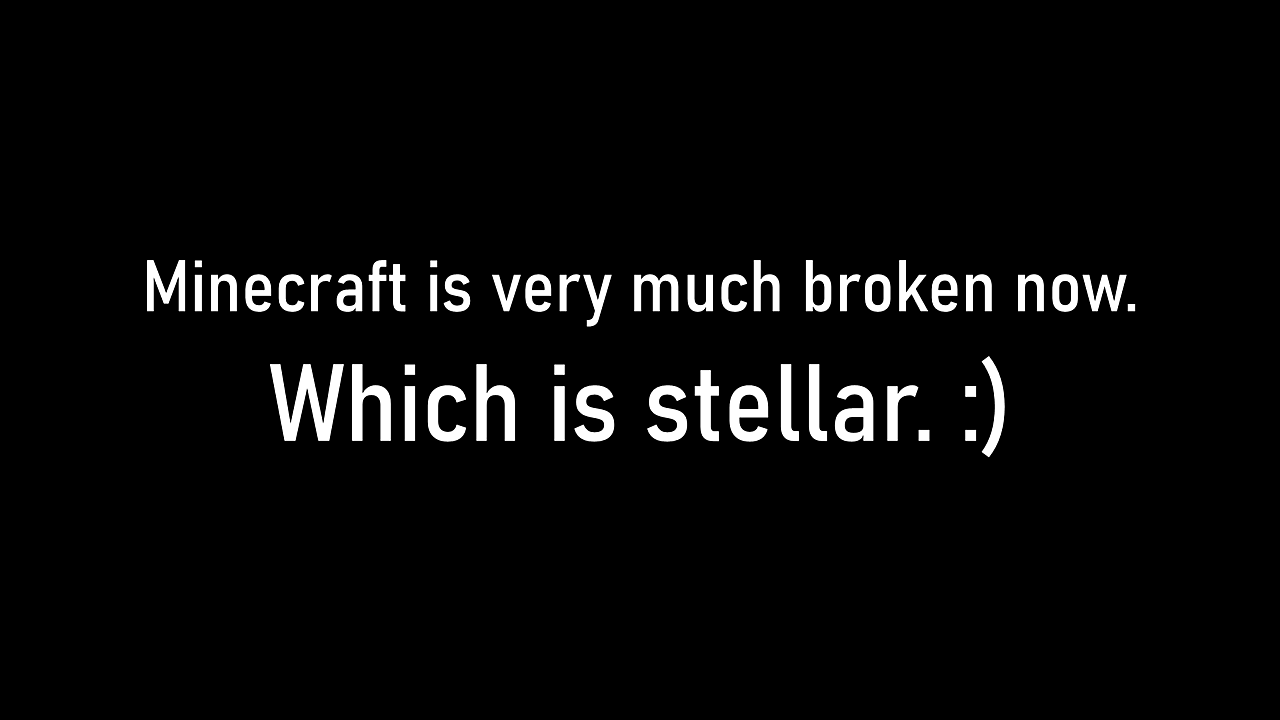 Minecraft is very much broken now.
Which is stellar. :)